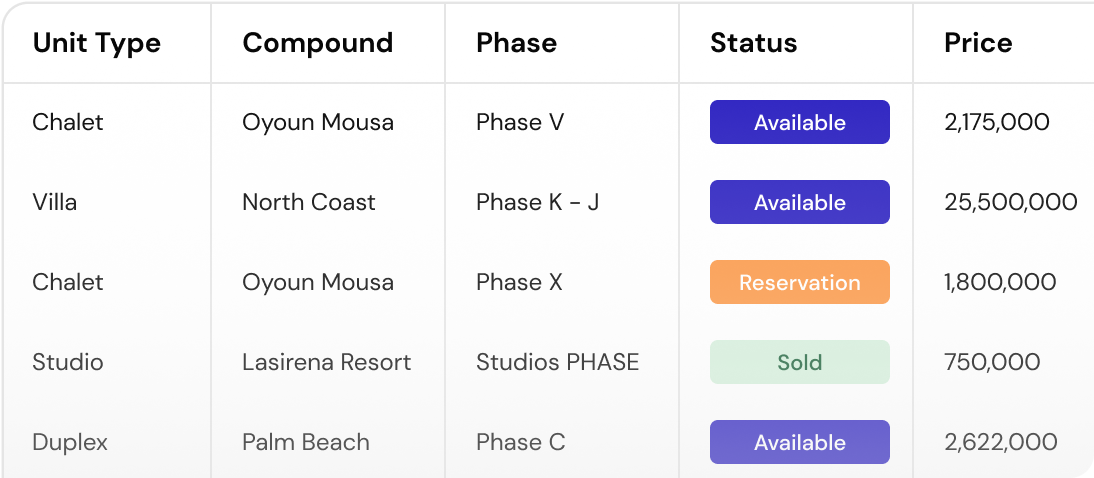 Unit Type Compound Phase Status Price
Chalet Oyoun Mousa Phase V Available 2,175,000
Villa North Coast Phase K - J Available 25,500,000
Chalet Oyoun Mousa Phase X Reservation 1,800,000
Studio Lasirena Resort Studios PHASE Sold 750,000
Duplex Palm Beach Phase C Available 2,622,000